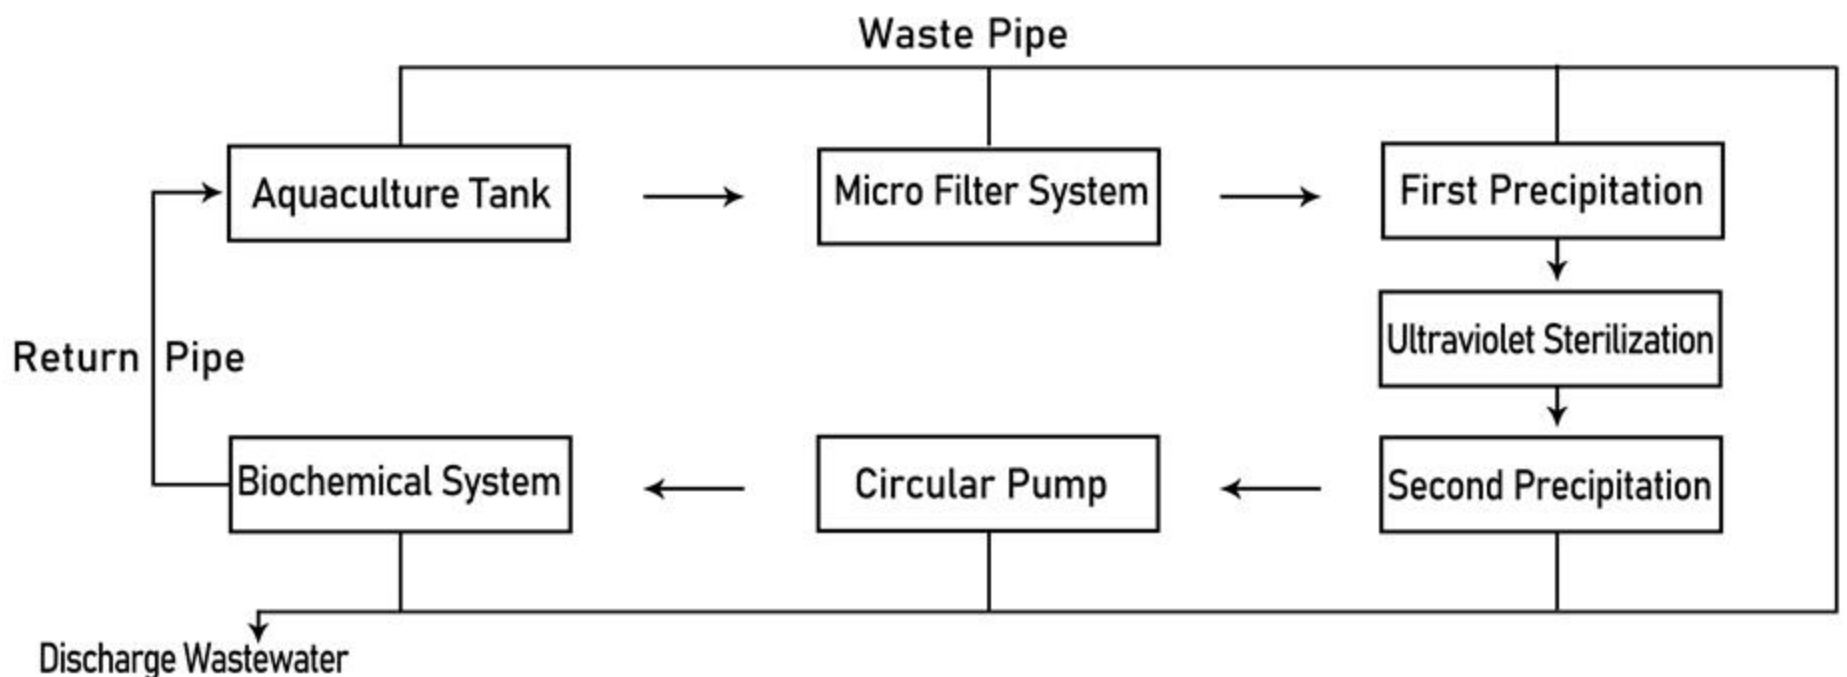 Waste Pipe
Aquaculture Tank
Micro Filter System
First Precipitation
Return Pipe
Ultraviolet Sterilization
Biochemical System
Circular Pump
Second Precipitation
Discharge Wastewater